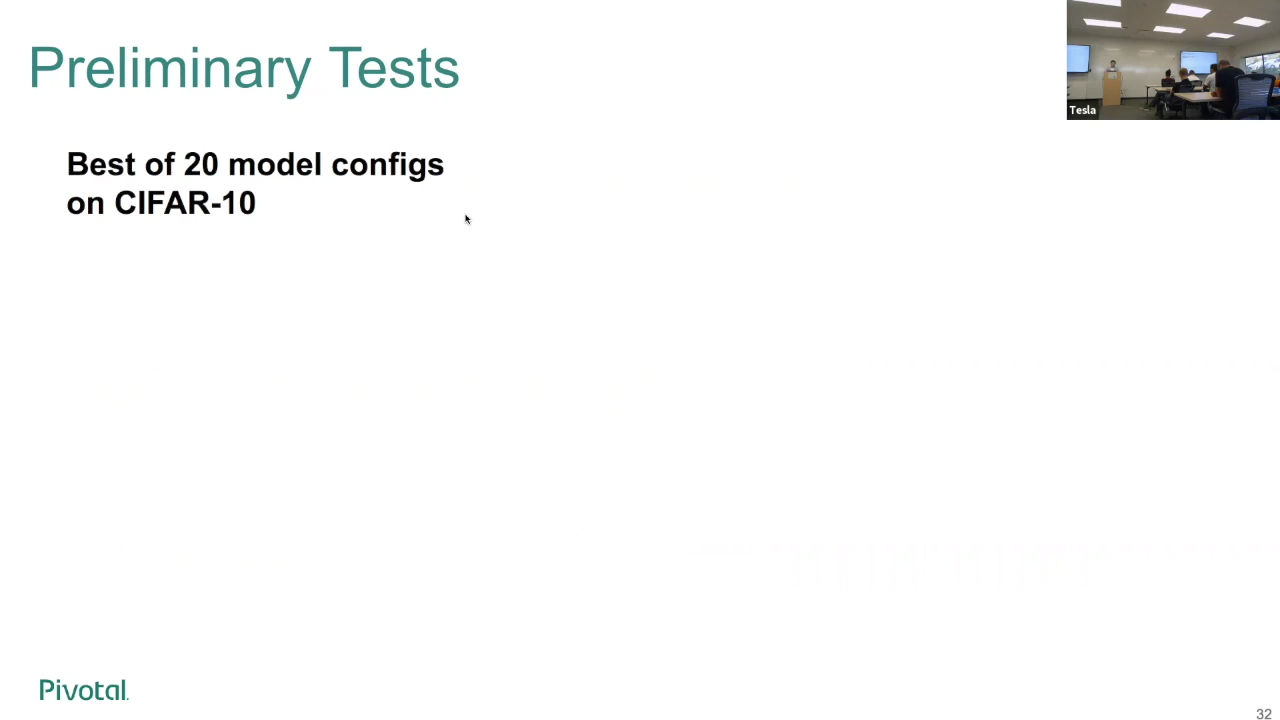 Preliminary Tests
Tesla
Best of 20 model configs
on CIFAR-10
Pivotal.
32